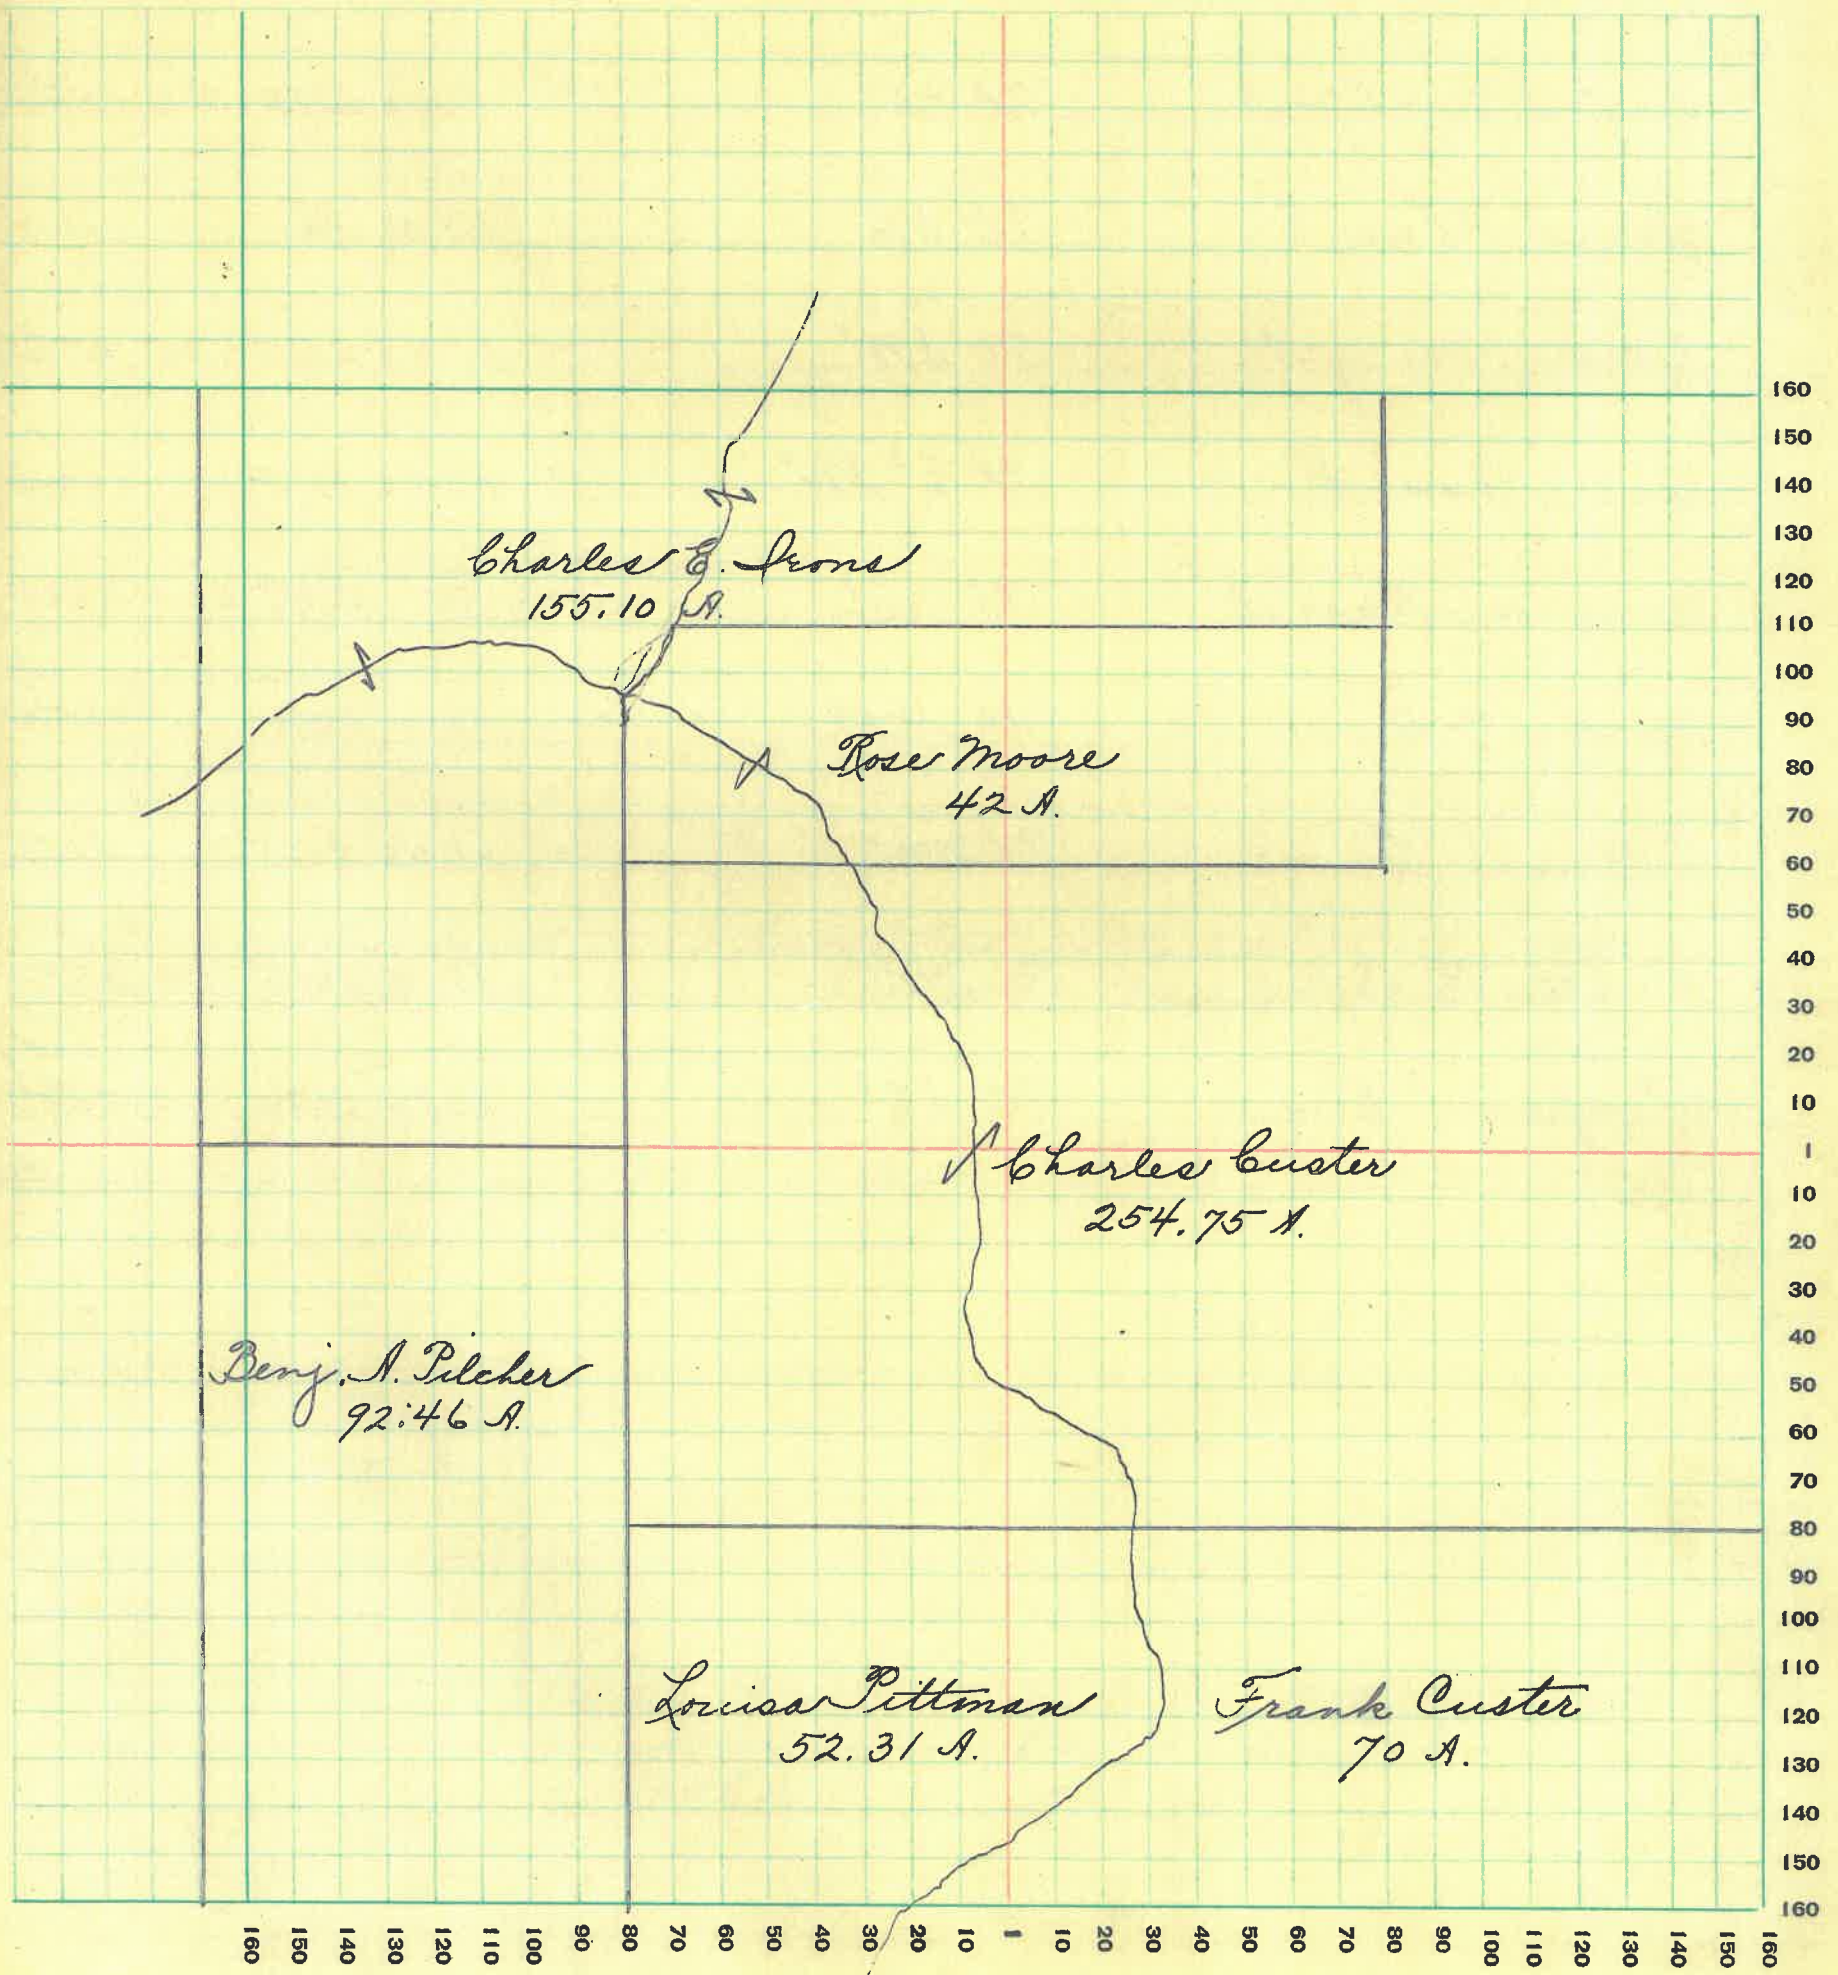 Charles E. Irons
155.10 A.
Rose Moore
42 A.
Charles Custer
254.75 A.
Benj. A. Pilcher
92:46 A.
Louisa Pittman
52.31 A.
Frank Custer
70 A.
160
150
140
130
120
110
100
90
80
70
60
50
40
30
20
10
1
10
20
30
40
50
60
70
80
90
100
110
120
130
140
150
160
160 150 140 130 110 100 90 80 70 60 50 40 30 20 10 1 10 20 30 40 50 60 70 80 90 100 110 120 130 140 150 160